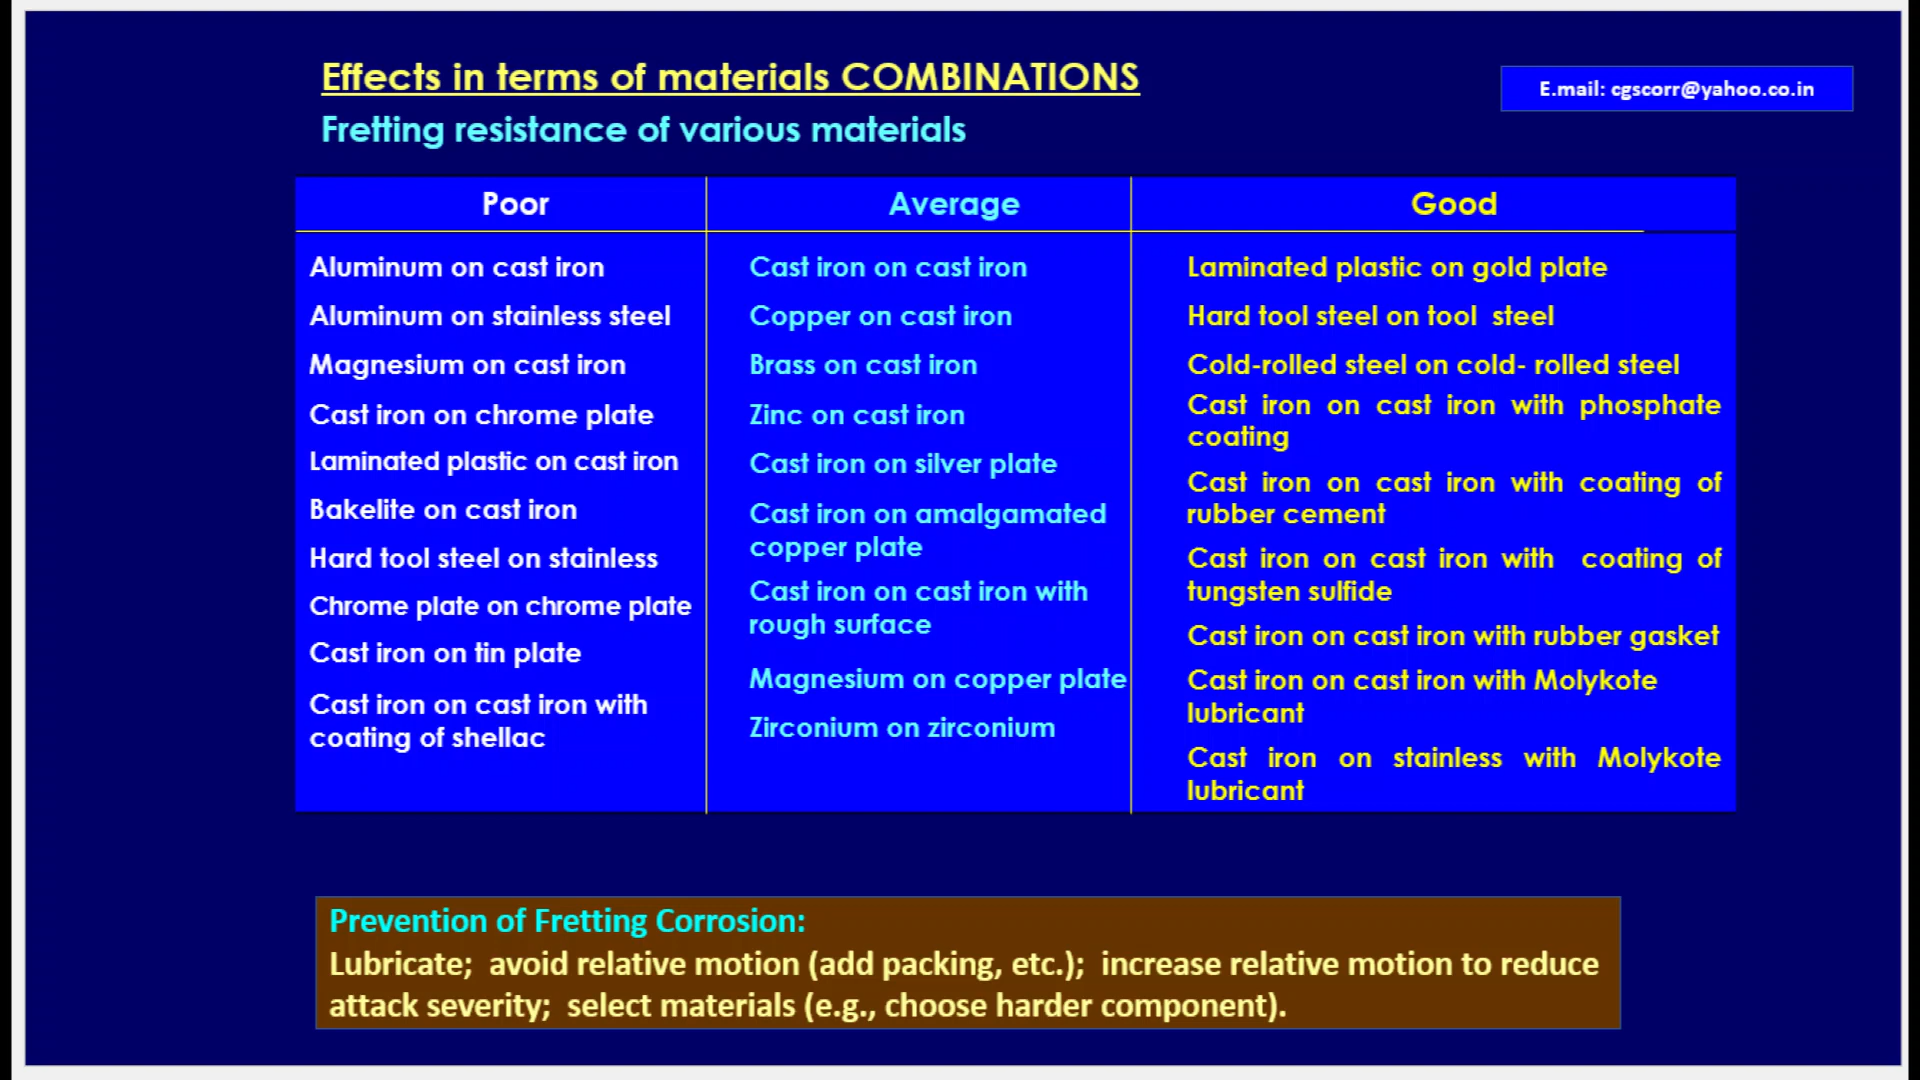 Effects in terms of materials COMBINATIONS
E.mail: cgscorr@yahoo.co.in
Fretting resistance of various materials
Poor
Aluminum on cast iron
Aluminum on stainless steel
Magnesium on cast iron
Cast iron on chrome plate
Laminated plastic on cast iron
Bakelite on cast iron
Hard tool steel on stainless
Chrome plate on chrome plate
Cast iron on tin plate
Cast iron on cast iron with
coating of shellac
Average
Cast iron on cast iron
Copper on cast iron
Brass on cast iron
Zinc on cast iron
Cast iron on silver plate
Cast iron on amalgamated
copper plate
Cast iron on cast iron with
rough surface
Magnesium on copper plate
Zirconium on zirconium
Good
Laminated plastic on gold plate
Hard tool steel on tool steel
Cold-rolled steel on cold- rolled steel
Cast iron on cast iron with phosphate
coating
Cast iron on cast iron with coating of
rubber cement
Cast iron on cast iron with coating of
tungsten sulfide
Cast iron on cast iron with rubber gasket
Cast iron on cast iron with Molykote
lubricant
Cast iron on stainless with Molykote
lubricant
Prevention of Fretting Corrosion:
Lubricate; avoid relative motion (add packing, etc.); increase relative motion to reduce
attack severity; select materials (e.g., choose harder component).